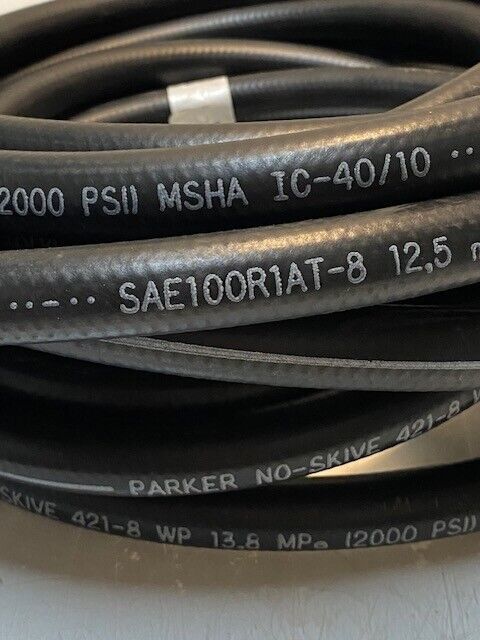 2000 PSI) MSHA IC-40/10 ··
··-·· SAE100R1AT-8 12,5
PARKER NO-SKIVE 421-8 W
SKIVE 421-8 WP 13,8 MPa (2000 PSI)